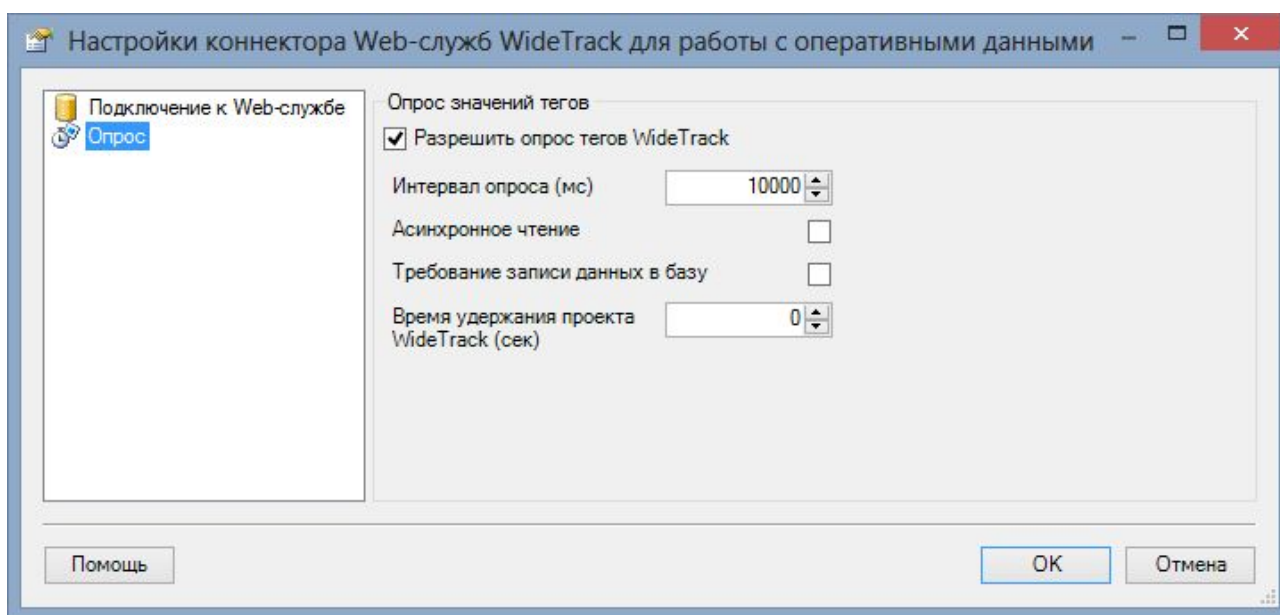 Настройки коннектора Web-служб WideTrack для работы с оперативными данными
Подключение к Web-службе
Опрос
Опрос значений тегов
Разрешить опрос тегов WideTrack
Интервал опроса (мс)
10000
Асинхронное чтение
Требование записи данных в базу
Время удержания проекта
WideTrack (сек)
0
Помощь
OK
Отмена